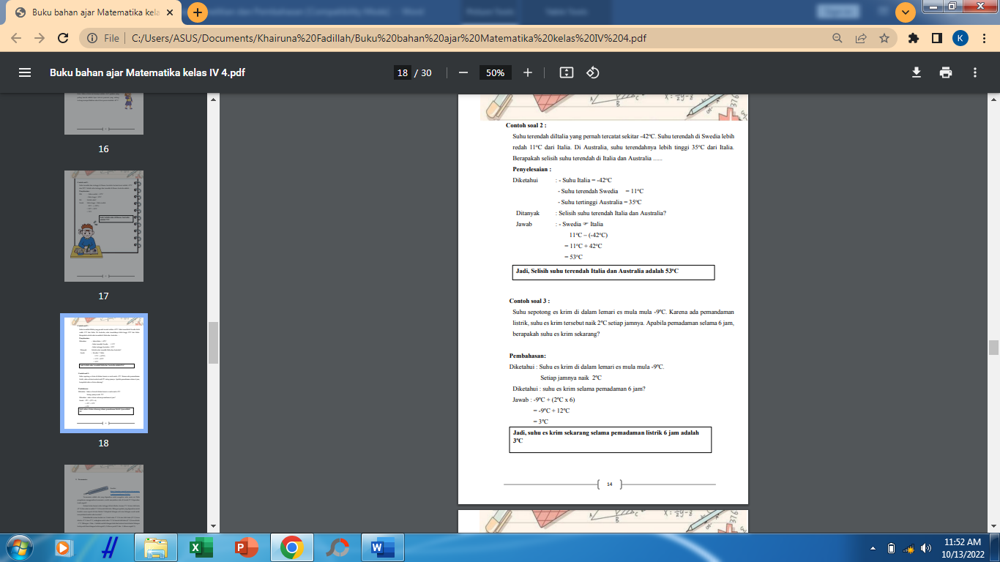 Buku bahan ajar Matematika kela
File
C:/Users/ASUS/Documents/Khairuna%20Fadillah/Buku%20bahan%20ajar%20Matematika%20kelas%20IV%204.pdf
K
Buku bahan ajar Matematika kelas IV 4.pdf
18 / 30
50%
16
17
18
Contoh soal 2 :
Suhu terendah diItalia yang pernah tercatat sekitar -42ºC. Suhu terendah di Swedia lebih
redah 11ºC dari Italia. Di Australia, suhu terendahnya lebih tinggi 35ºC dari Italia.
Berapakah selisih suhu terendah di Italia dan Australia ......
Penyelesaian :
Diketahui : - Suhu Italia = -42ºC
- Suhu terendah Swedia = 11ºC
- Suhu tertinggi Australia = 35ºC
Ditanyak : Selisih suhu terendah Italia dan Australia?
Jawab : - Swedia ☞ Italia
11ºC – (-42ºC)
= 11ºC + 42ºC
= 53ºC
Jadi, Selisih suhu terendah Italia dan Australia adalah 53ºC
Contoh soal 3 :
Suhu sepotong es krim di dalam lemari es mula mula -9ºC. Karena ada pemandaman
listrik, suhu es krim tersebut naik 2ºC setiap jamnya. Apabila pemadaman selama 6 jam,
berapakah suhu es krim sekarang?
Pembahasan:
Diketahui : Suhu es krim di dalam lemari es mula mula -9ºC.
Setiap jamnya naik 2ºC
Diketahui : suhu es krim selama pemadaman 6 jam?
Jawab : -9ºC + (2ºC x 6)
= -9ºC + 12ºC
= 3ºC
Jadi, suhu es krim sekarang selama pemadaman listrik 6 jam adalah
3ºC
14
11:52 AM
10/13/2022